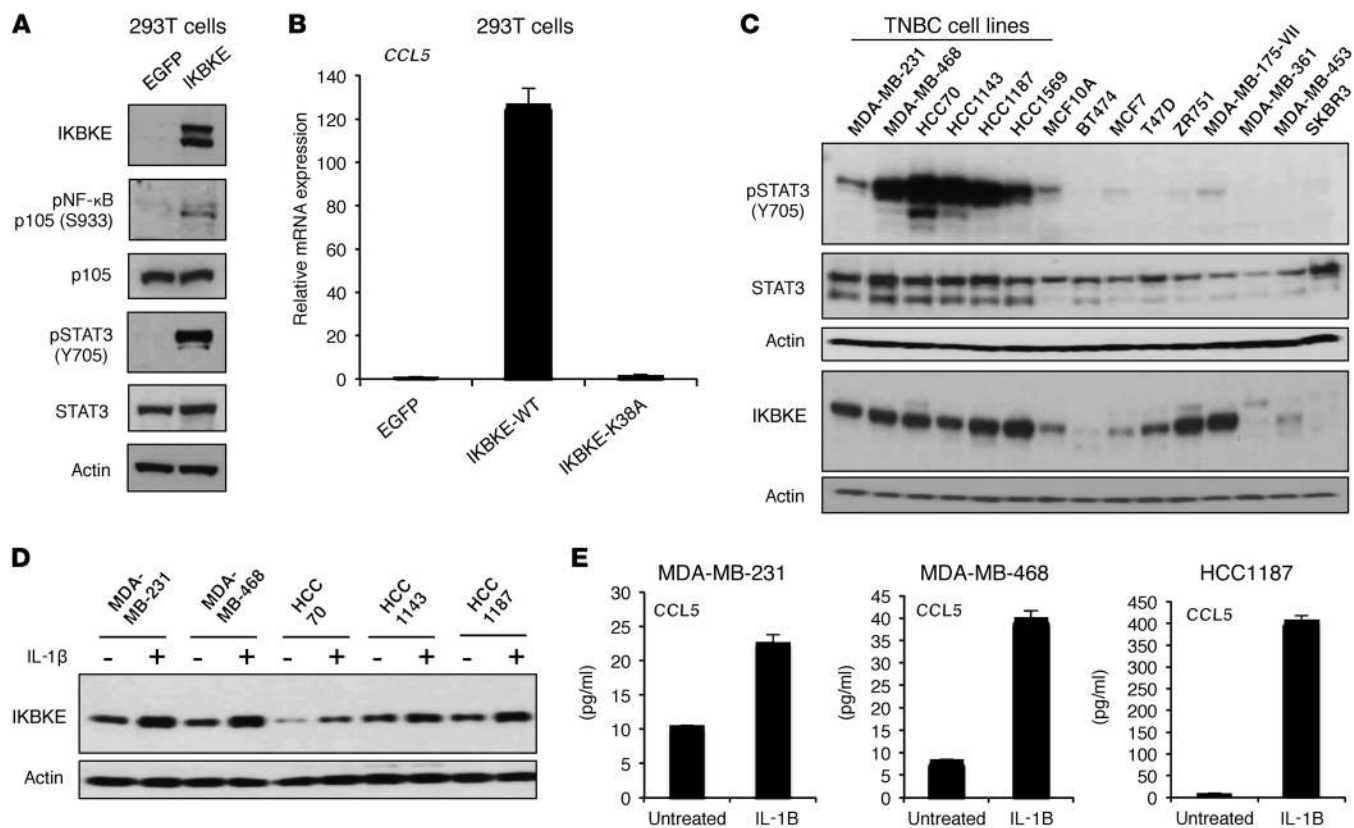 A
293T cells
EGFP
IKBKE
IKBKE
pNF-κB
p105 (S933)
p105
pSTAT3
(Y705)
STAT3
Actin
B
293T cells
CCL5
Relative mRNA expression
140
120
100
80
60
40
20
0
EGFP
IKBKE-WT
IKBKE-K38A
C
TNBC cell lines
MDA-MB-231
MDA-MB-468
HCC70
HCC1143
HCC1187
HCC1569
MCF10A
BT474
MCF7
T47D
ZR751
MDA-MB-175-VII
MDA-MB-361
MDA-MB-453
SKBR3
pSTAT3
(Y705)
STAT3
Actin
IKBKE
Actin
D
MDA-
MB-231
MDA-
MB-468
HCC
70
HCC
1143
HCC
1187
IL-1β - + - + - + - + - +
IKBKE
Actin
E
MDA-MB-231
CCL5
(pg/ml)
30
25
20
15
10
5
0
Untreated IL-1B
MDA-MB-468
CCL5
(pg/ml)
45
40
35
30
25
20
15
10
5
0
Untreated IL-1B
HCC1187
CCL5
(pg/ml)
450
400
350
300
250
200
150
100
50
0
Untreated IL-1B